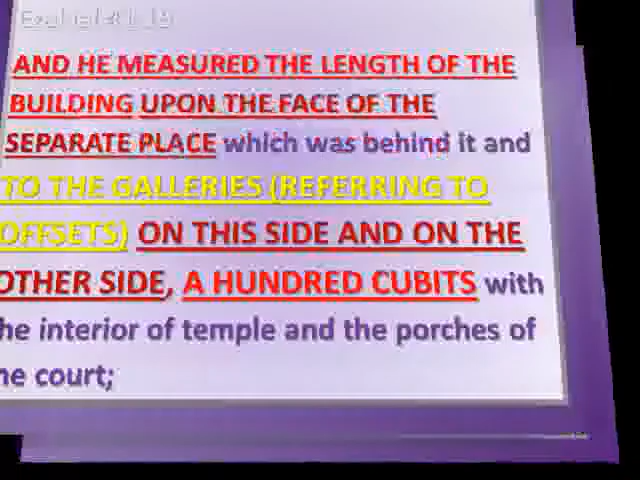 AND HE MEASURED THE LENGTH OF THE
BUILDING UPON THE FACE OF THE
SEPARATE PLACE which was behind it and
TO THE GALLERIES (REFERRING TO
OFFSETS) ON THIS SIDE AND ON THE
OTHER SIDE, A HUNDRED CUBITS with
he interior of temple and the porches of
he court;